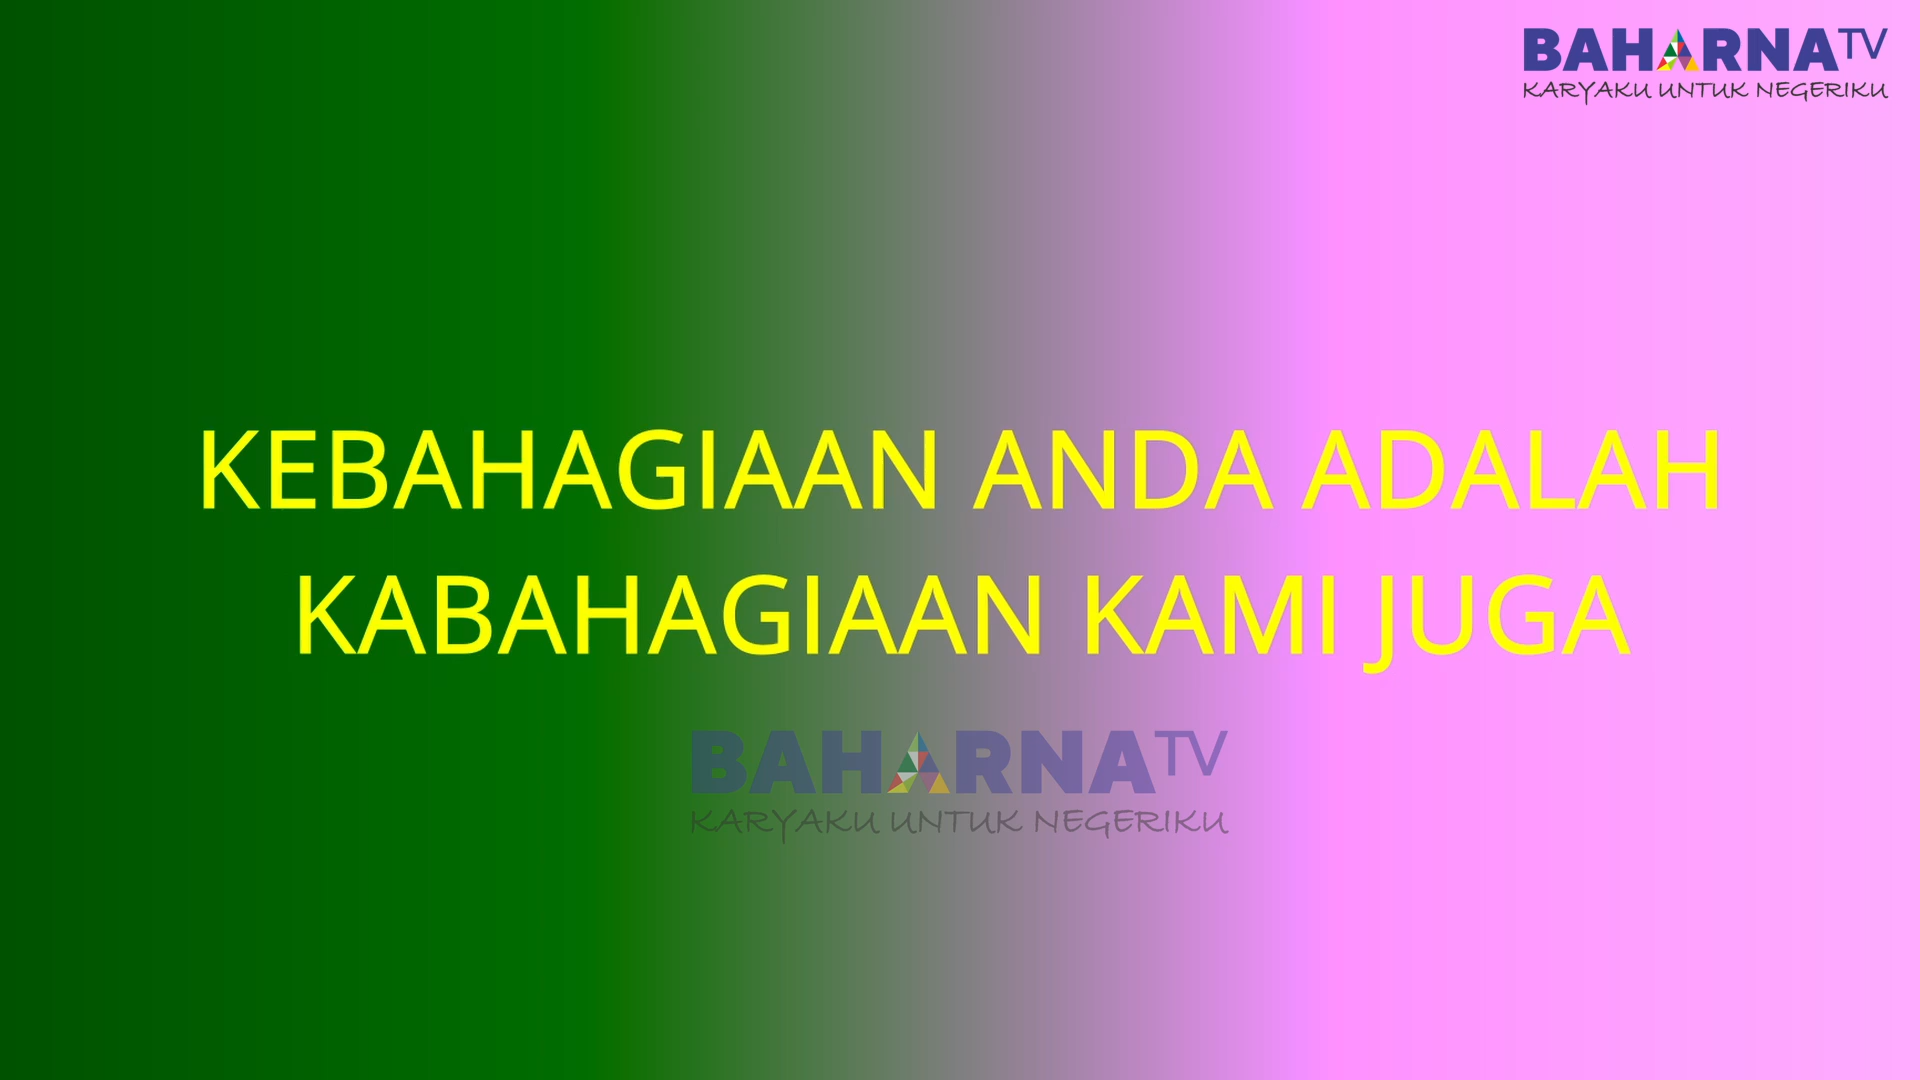 BAHARNATV
KARYAKU UNTUK NEGERIKU
KEBAHAGIAAN ANDA ADALAH
KABAHAGIAAN KAMI JUGA
BAHARNATV
KARYAKU UNTUK NEGERIKU